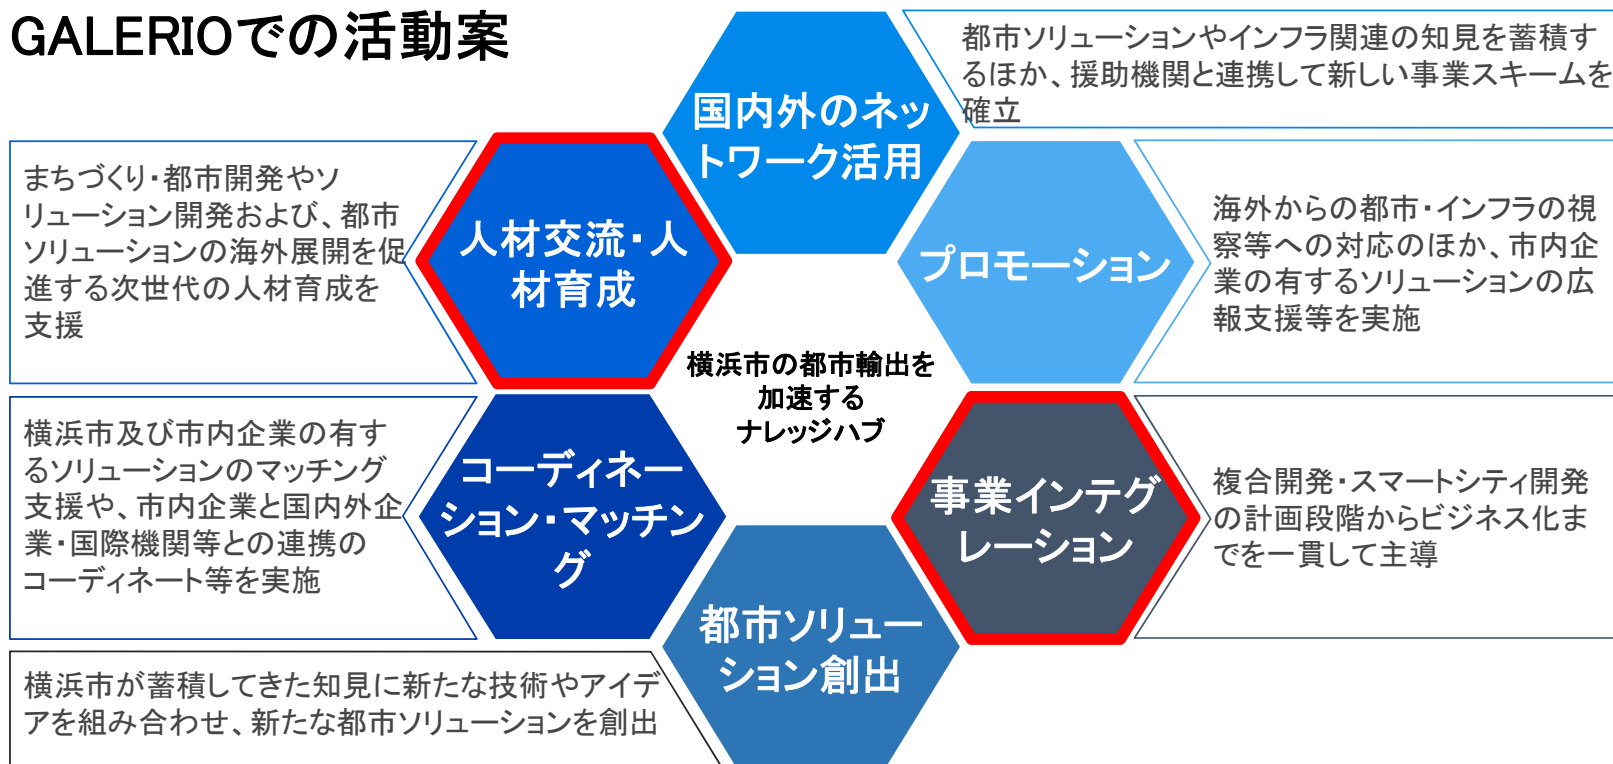 GALERIOでの活動案
国内外のネッ
トワーク活用
都市ソリューションやインフラ関連の知見を蓄積す
るほか、援助機関と連携して新しい事業スキームを
確立
まちづくり・都市開発やソ
リューション開発および、都市
ソリューションの海外展開を促
進する次世代の人材育成を
支援
人材交流・人
材育成
プロモーション
海外からの都市・インフラの視
察等への対応のほか、市内企
業の有するソリューションの広
報支援等を実施
横浜市の都市輸出を
加速する
ナレッジハブ
横浜市及び市内企業の有す
るソリューションのマッチング
支援や、市内企業と国内外企
業・国際機関等との連携の
コーディネート等を実施
コーディネー
ション・マッチン
グ
事業インテグ
レーション
複合開発・スマートシティ開発
の計画段階からビジネス化ま
でを一貫して主導
都市ソリュー
ション創出
横浜市が蓄積してきた知見に新たな技術やアイデ
アを組み合わせ、新たな都市ソリューションを創出